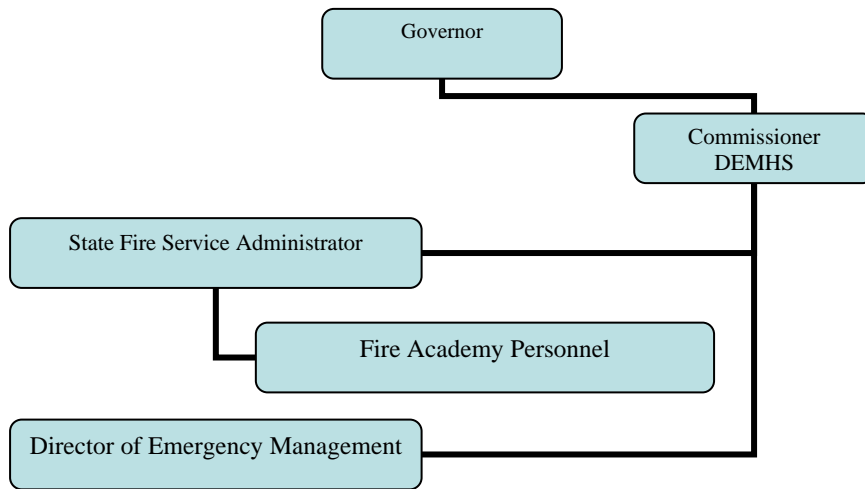 Governor
Commissioner
DEMHS
State Fire Service Administrator
Fire Academy Personnel
Director of Emergency Management